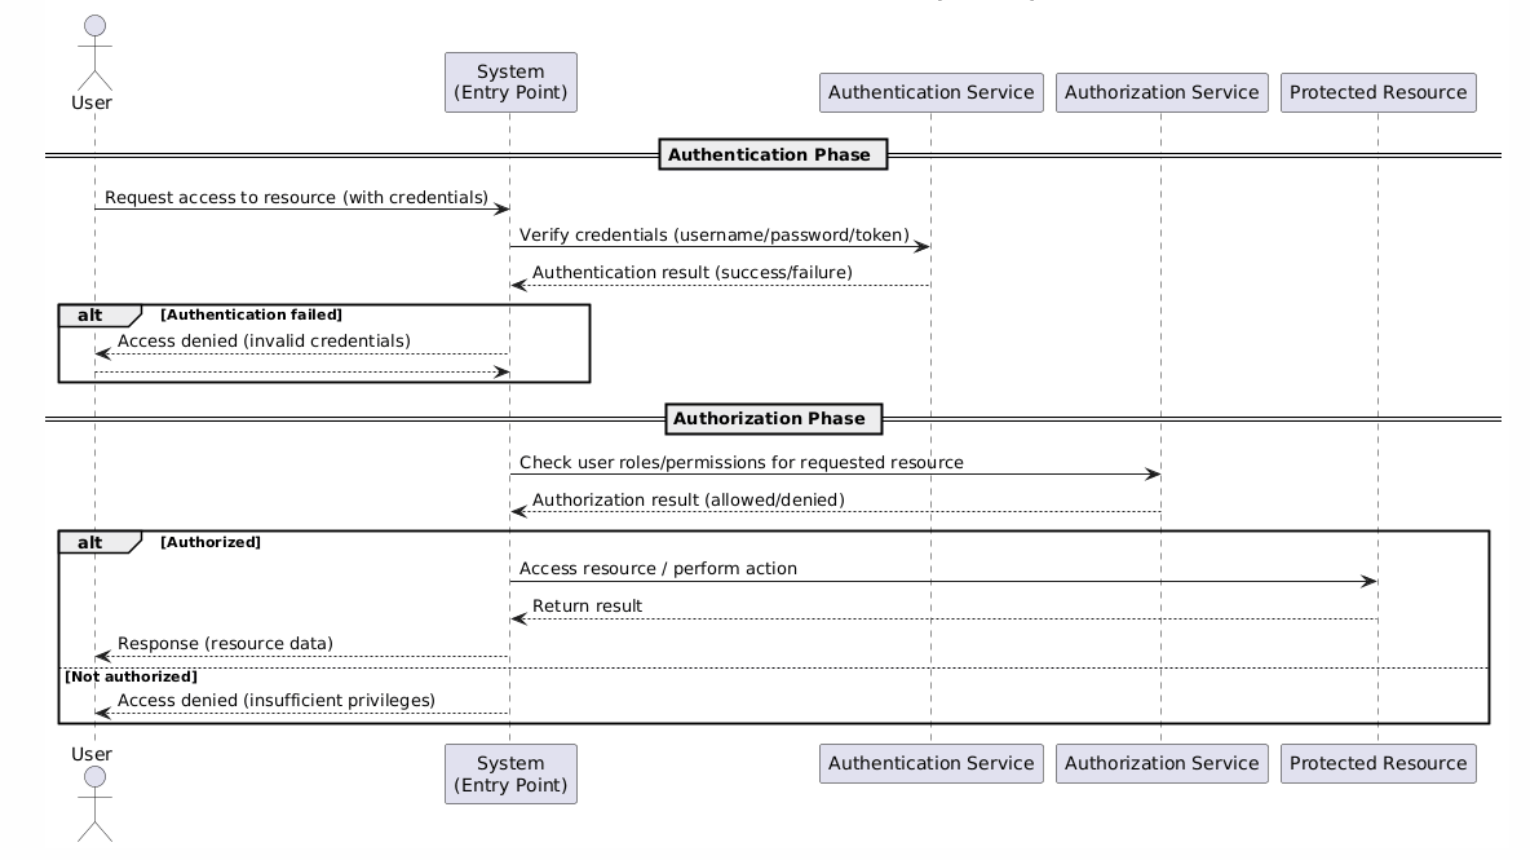 User
System
(Entry Point)
Authentication Service
Authorization Service
Protected Resource
Authentication Phase
Request access to resource (with credentials)
Verify credentials (username/password/token)
Authentication result (success/failure)
alt [Authentication failed]
Access denied (invalid credentials)
Authorization Phase
Check user roles/permissions for requested resource
Authorization result (allowed/denied)
alt [Authorized]
Access resource / perform action
Return result
Response (resource data)
[Not authorized]
Access denied (insufficient privileges)
User
System
(Entry Point)
Authentication Service
Authorization Service
Protected Resource